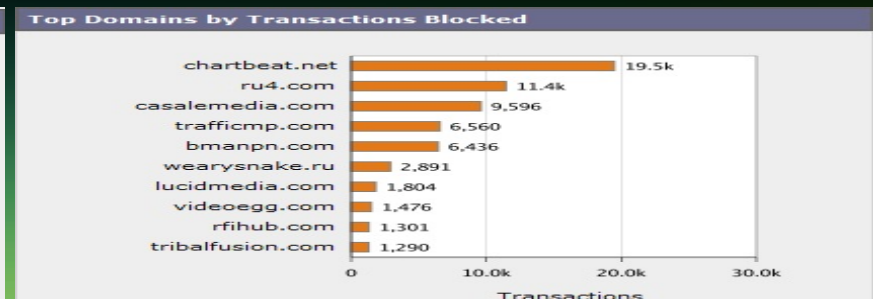 Top Domains by Transactions Blocked
chartbeat.net 19.5k
ru4.com 11.4k
casalemedia.com 9,596
trafficmp.com 6,560
bmanpn.com 6,436
wearysnake.ru 2,891
lucidmedia.com 1,804
videoegg.com 1,476
rfihub.com 1,301
tribalfusion.com 1,290
0 10.0k 20.0k 30.0k
Transactions